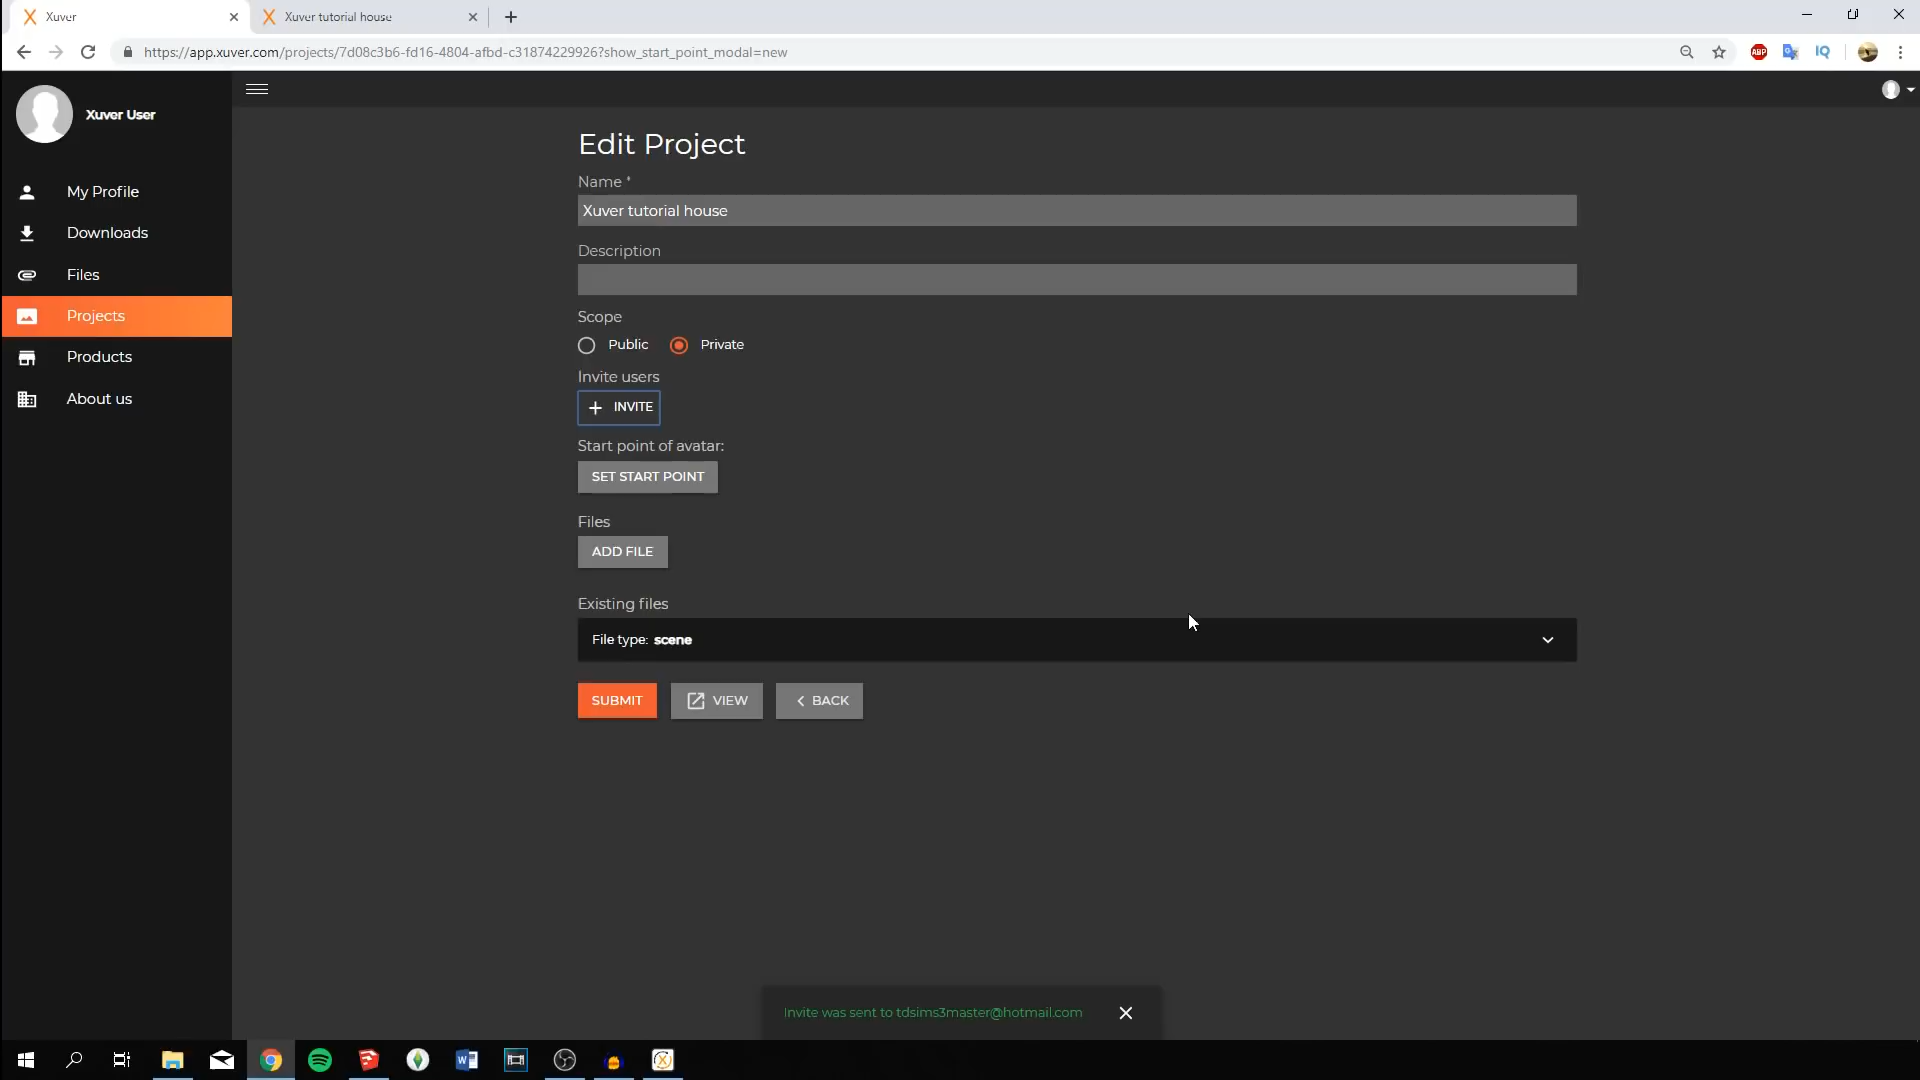 Xuver
Xuver tutorial house
https://app.xuver.com/projects/7d08c3b6-fd16-4804-afbd-c31874229926?show_start_point_modal=new
ABP
IQ
Xuver User
My Profile
Downloads
Files
Projects
Products
About us
Edit Project
Name *
Xuver tutorial house
Description
Scope
Public
Private
Invite users
INVITE
Start point of avatar:
SET START POINT
Files
ADD FILE
Existing files
File type: scene
SUBMIT
VIEW
BACK
Invite was sent to tdsims3master@hotmail.com